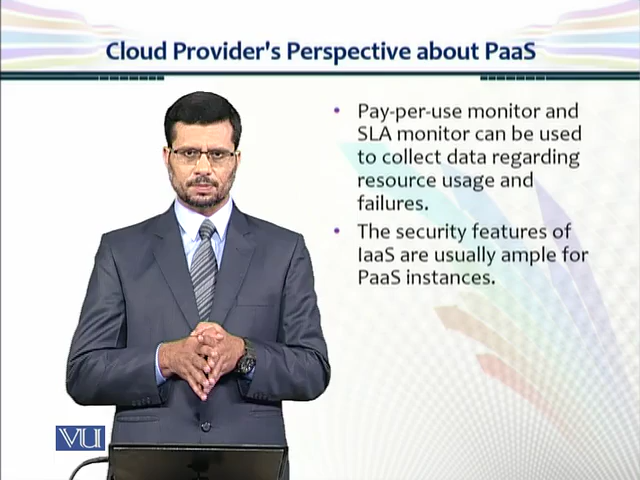 Cloud Provider's Perspective about PaaS
• Pay-per-use monitor and
SLA monitor can be used
to collect data regarding
resource usage and
failures.
• The security features of
IaaS are usually ample for
PaaS instances.
VU